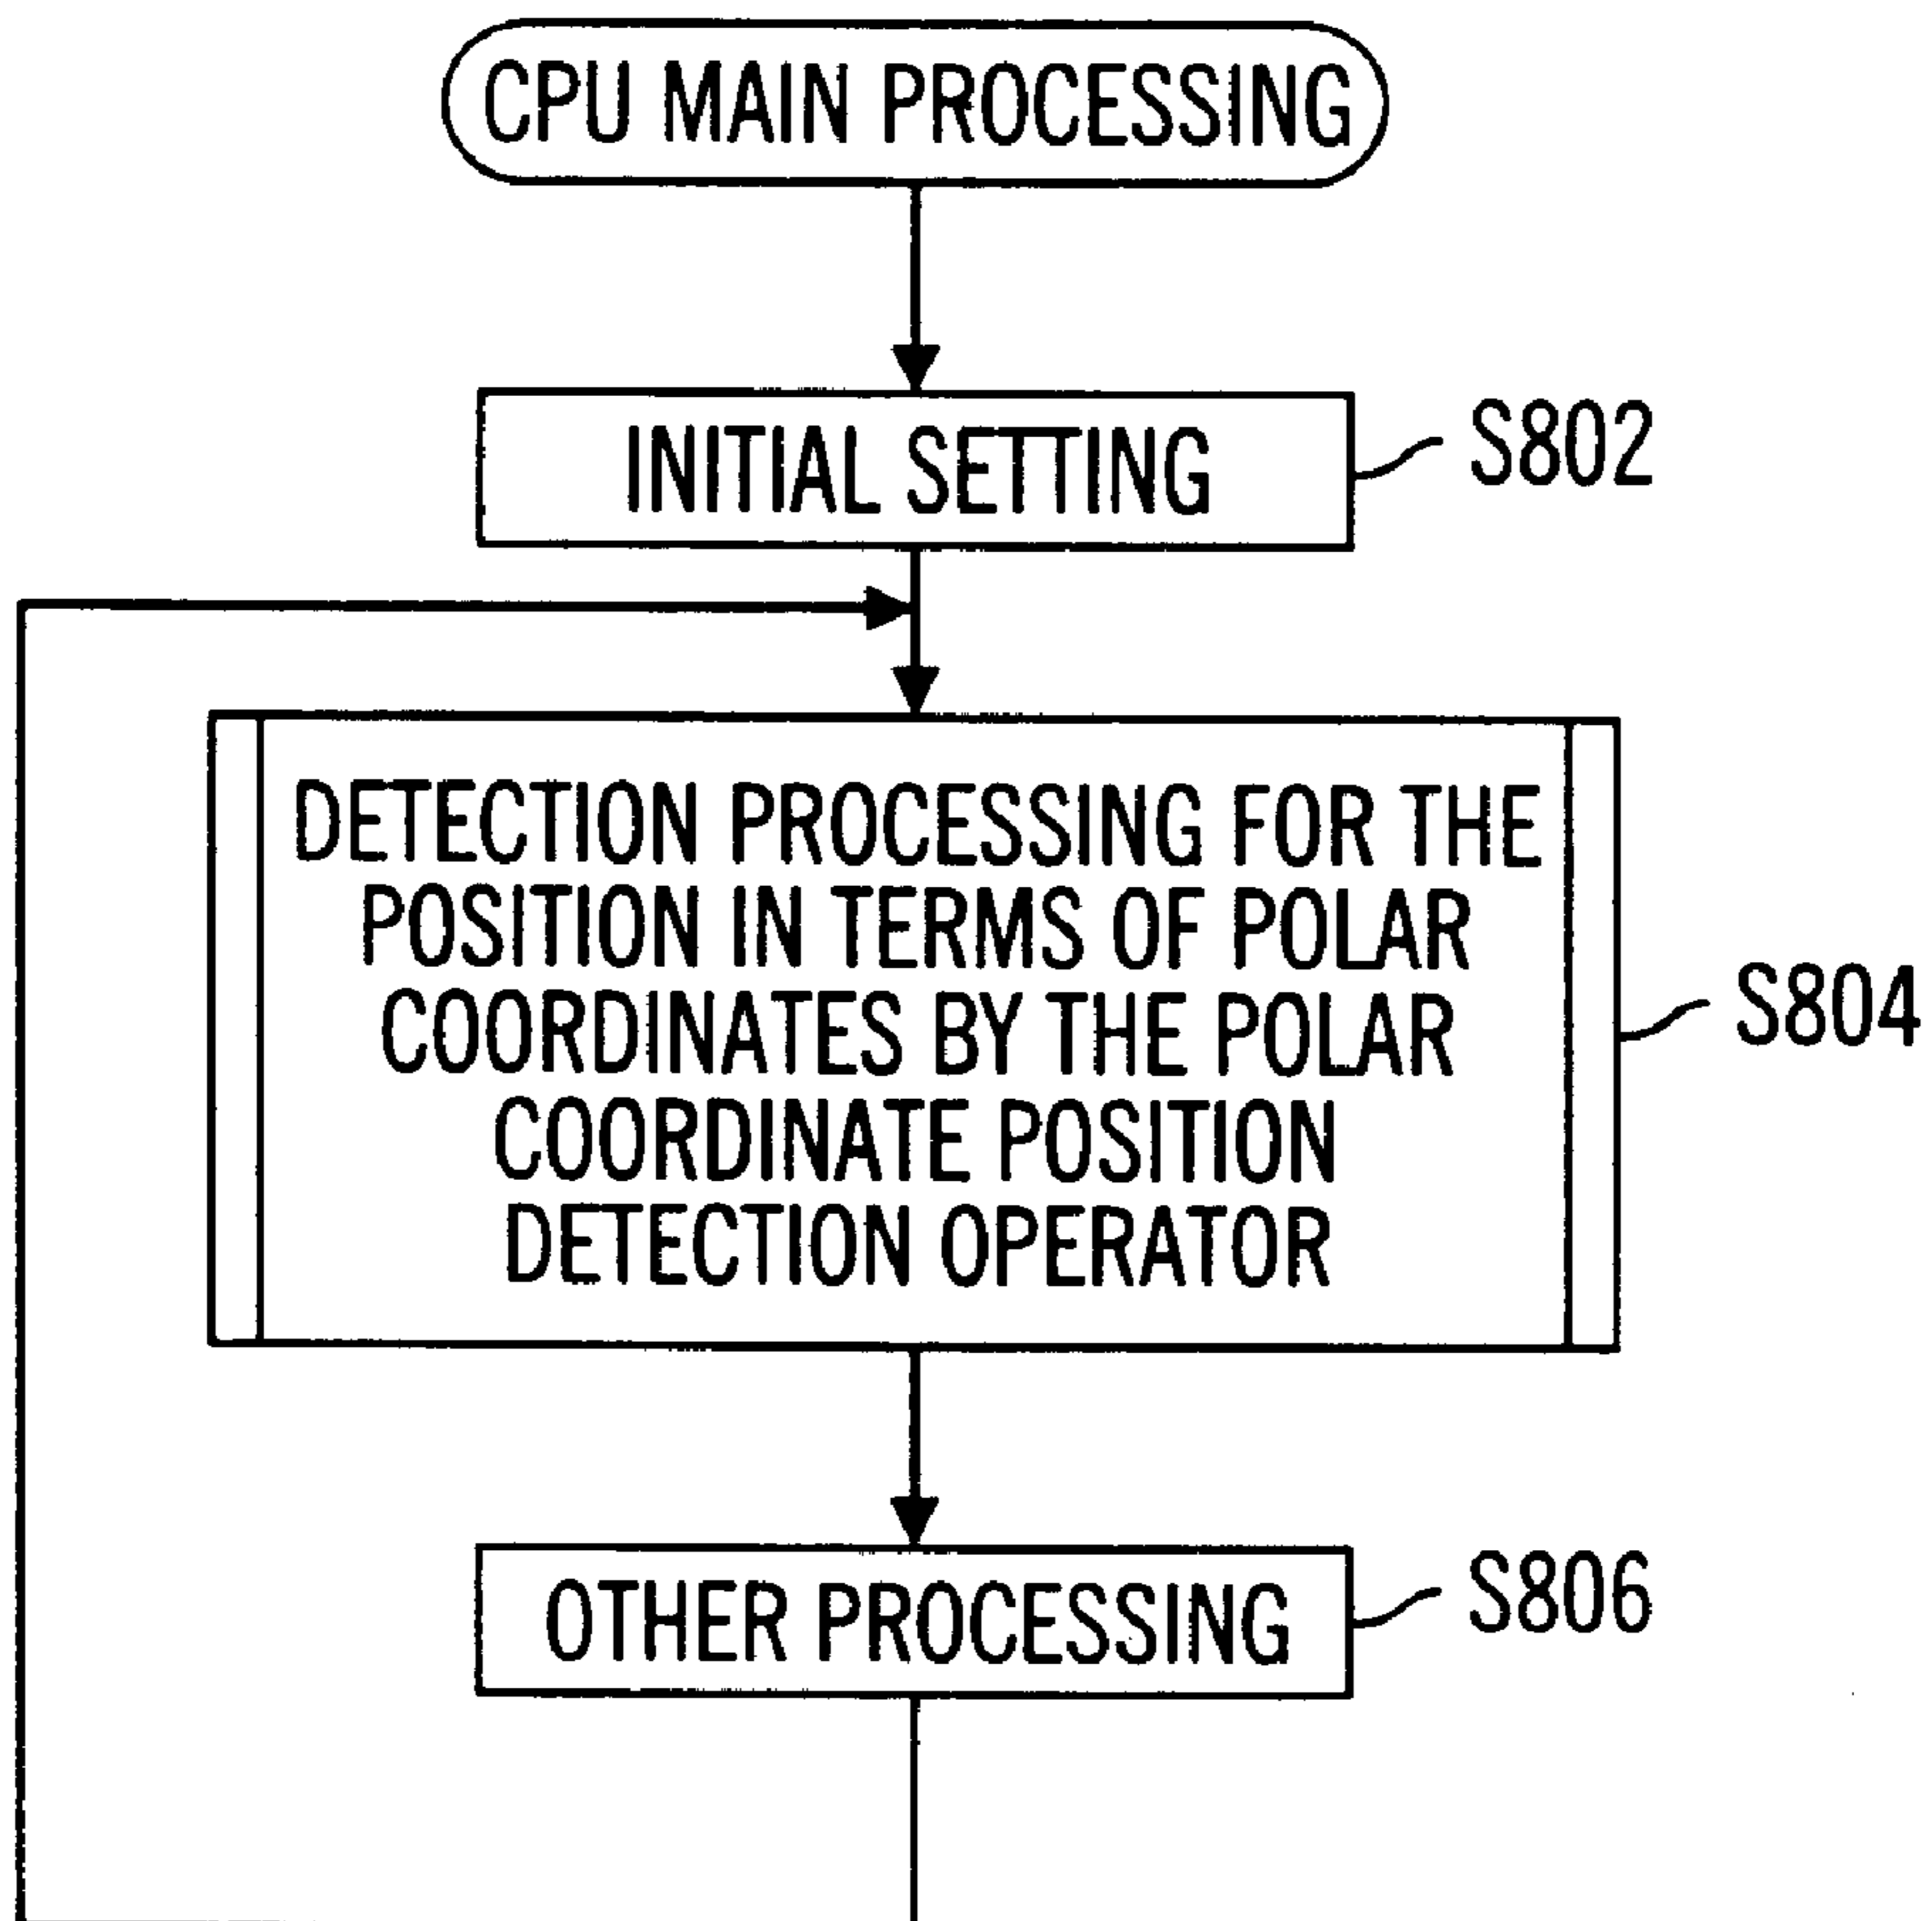 CPU MAIN PROCESSING
INITIAL SETTING
S802
DETECTION PROCESSING FOR THE
POSITION IN TERMS OF POLAR
COORDINATES BY THE POLAR
COORDINATE POSITION
DETECTION OPERATOR
S804
OTHER PROCESSING
S806